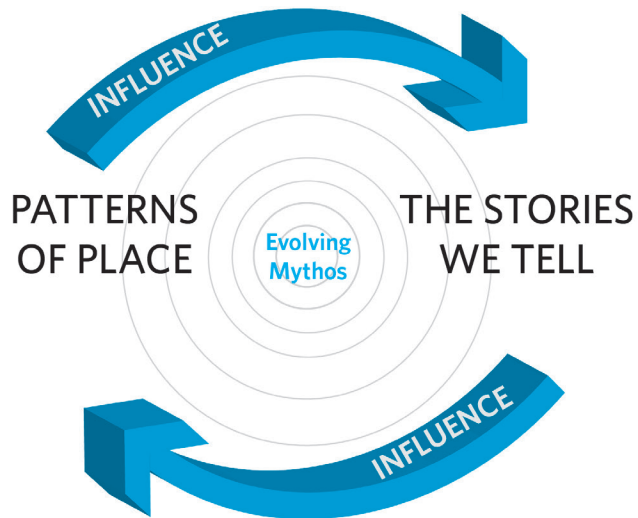 INFLUENCE
PATTERNS
OF PLACE
Evolving
Mythos
THE STORIES
WE TELL
INFLUENCE